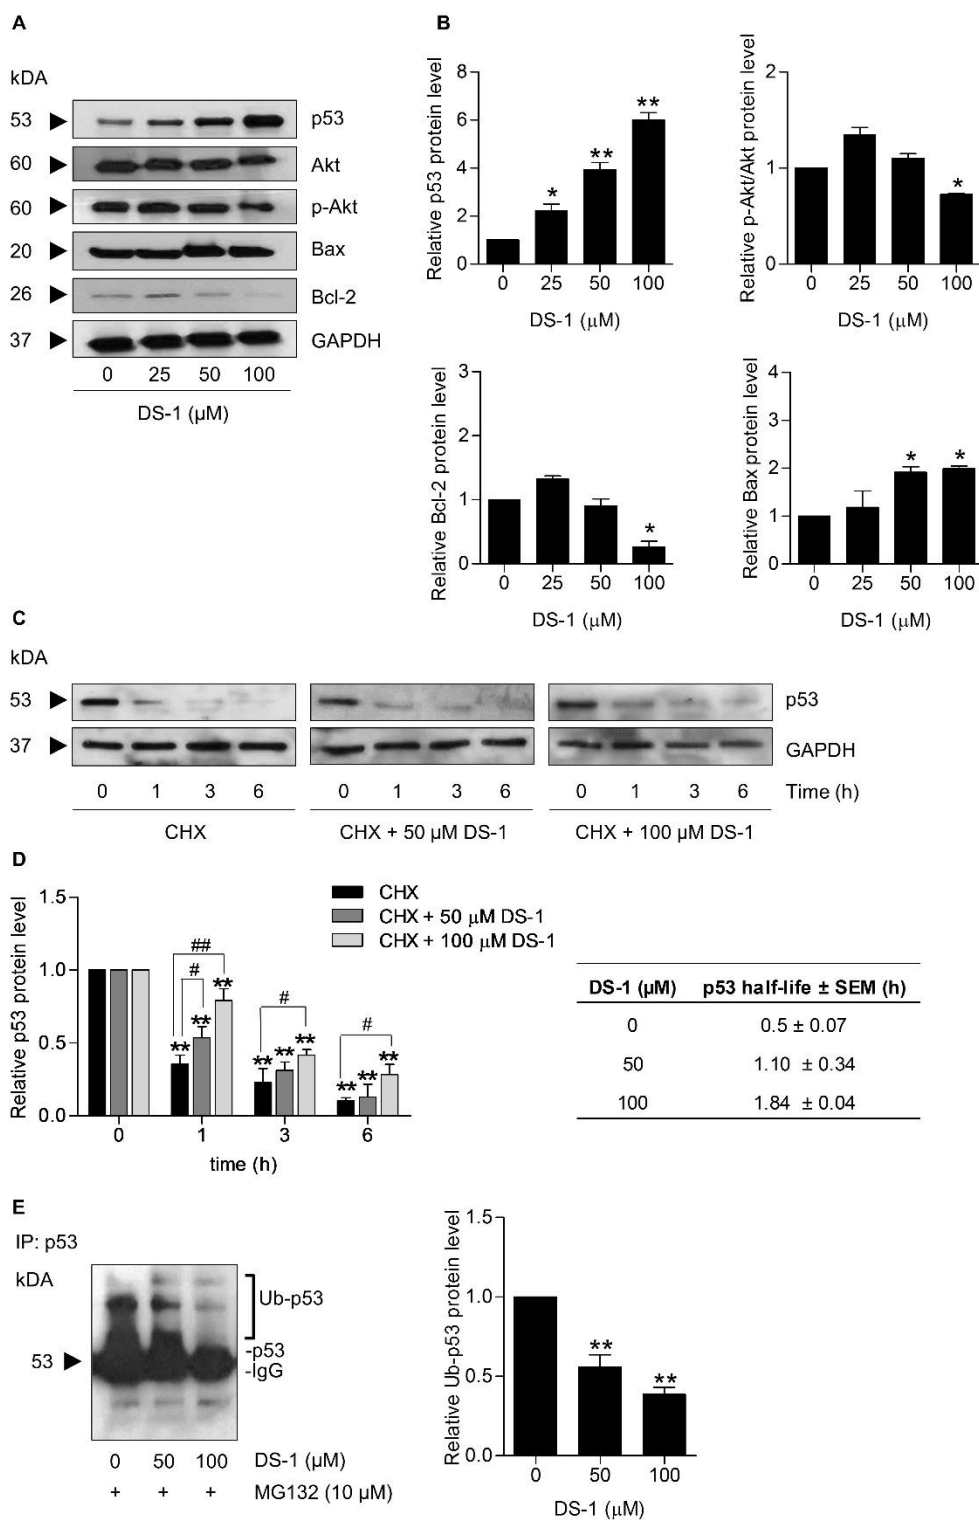 A
kDA
53 p53
60 Akt
60 p-Akt
20 Bax
26 Bcl-2
37 GAPDH
0 25 50 100
DS-1 (µM)
B
Relative p53 protein level
8
6
4
2
0
0 25 50 100
* ** **
DS-1 (µM)
Relative p-Akt/Akt protein level
2
1
0
0 25 50 100
*
DS-1 (µM)
Relative Bcl-2 protein level
3
2
1
0
0 25 50 100
*
DS-1 (µM)
Relative Bax protein level
4
3
2
1
0
0 25 50 100
* *
DS-1 (µM)
C
kDA
53 p53
37 GAPDH
0 1 3 6 0 1 3 6 0 1 3 6 Time (h)
CHX CHX + 50 µM DS-1 CHX + 100 µM DS-1
D
Relative p53 protein level
1.5
1.0
0.5
0.0
CHX
CHX + 50 µM DS-1
CHX + 100 µM DS-1
##
#
** ** **
#
** ** **
#
** ** **
0 1 3 6
time (h)
DS-1 (µM) p53 half-life ± SEM (h)
0 0.5 ± 0.07
50 1.10 ± 0.34
100 1.84 ± 0.04
E
IP: p53
kDA
Ub-p53
-p53
53 -IgG
0 50 100 DS-1 (µM)
+ + + MG132 (10 µM)
Relative Ub-p53 protein level
1.5
1.0
0.5
0.0
** **
0 50 100
DS-1 (µM)